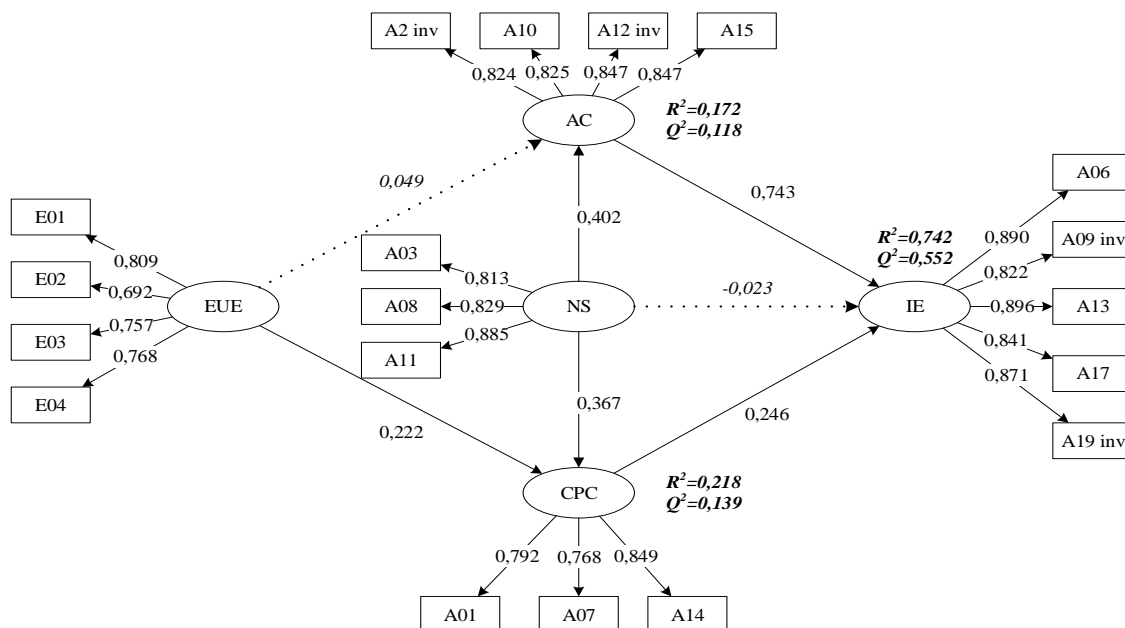 A2 inv
A10
A12 inv
A15
0,824
0,825
0,847
0,847
AC
R²=0,172
Q²=0,118
0,049
0,743
A06
E01
0,402
0,890
R²=0,742
Q²=0,552
A09 inv
A03
0,809
0,813
0,822
E02
0,692
EUE
A08
0,829
NS
-0,023
IE
0,896
A13
E03
0,757
0,885
0,841
A11
0,768
0,871
A17
E04
0,367
0,222
0,246
A19 inv
CPC
R²=0,218
Q²=0,139
0,792
0,768
0,849
A01
A07
A14